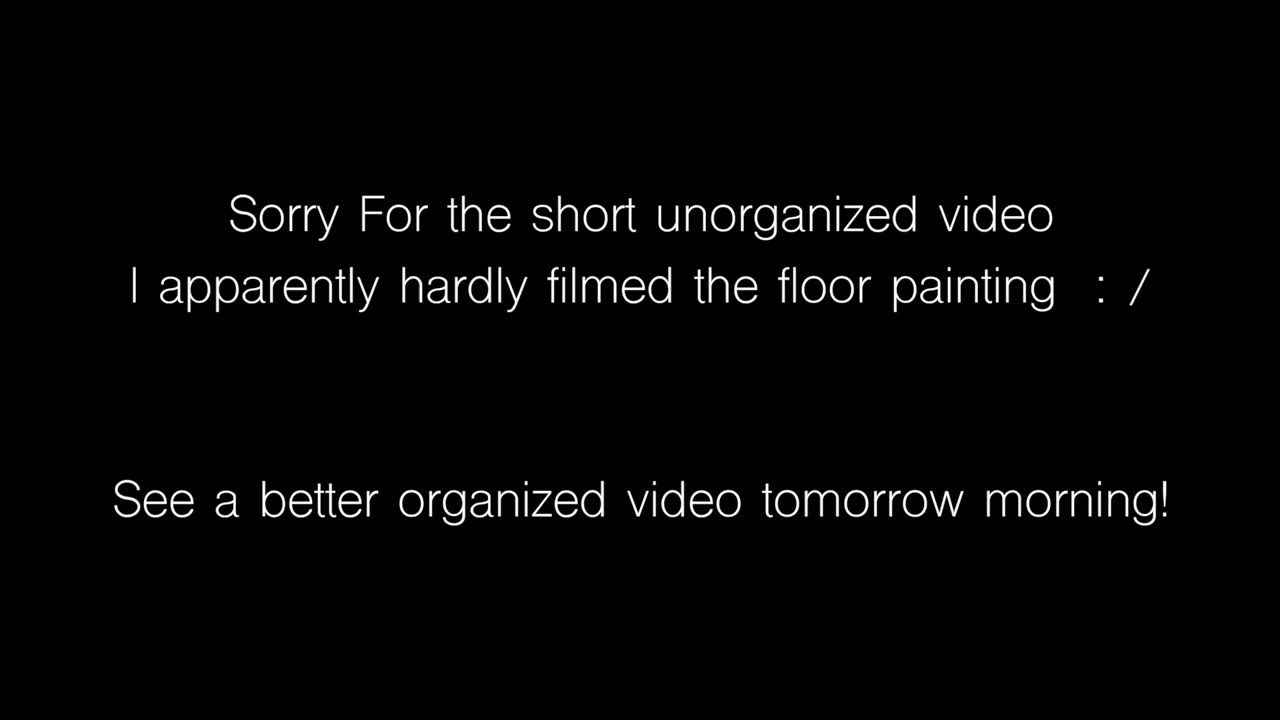 Sorry For the short unorganized video
I apparently hardly filmed the floor painting : /
See a better organized video tomorrow morning!